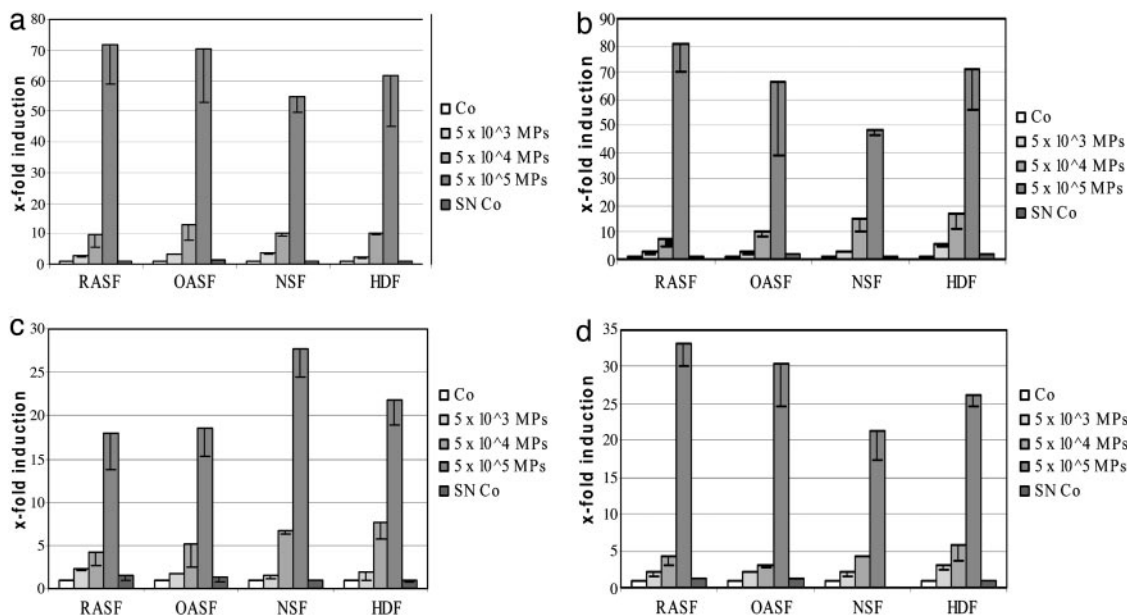 a
80
70
60
50
40
30
20
10
0
x-fold induction
RASF OASF NSF HDF
Co
5 x 10^3 MPs
5 x 10^4 MPs
5 x 10^5 MPs
SN Co
b
90
80
70
60
50
40
30
20
10
0
x-fold induction
RASF OASF NSF HDF
Co
5 x 10^3 MPs
5 x 10^4 MPs
5 x 10^5 MPs
SN Co
c
30
25
20
15
10
5
0
x-fold induction
RASF OASF NSF HDF
Co
5 x 10^3 MPs
5 x 10^4 MPs
5 x 10^5 MPs
SN Co
d
35
30
25
20
15
10
5
0
x-fold induction
RASF OASF NSF HDF
Co
5 x 10^3 MPs
5 x 10^4 MPs
5 x 10^5 MPs
SN Co